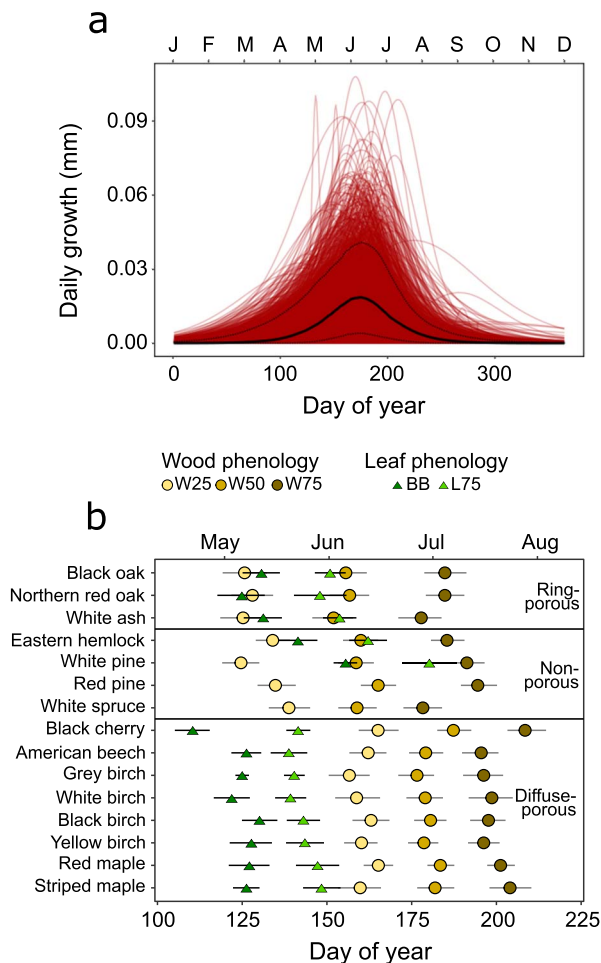 a
J F M A M J J A S O N D
0.09
0.06
0.03
0.00
Daily growth (mm)
0 100 200 300
Day of year
Wood phenology Leaf phenology
W25 W50 W75 BB L75
b
May Jun Jul Aug
Black oak
Northern red oak
White ash
Ring-
porous
Eastern hemlock
White pine
Red pine
White spruce
Non-
porous
Black cherry
American beech
Grey birch
White birch
Black birch
Yellow birch
Red maple
Striped maple
Diffuse-
porous
100 125 150 175 200 225
Day of year